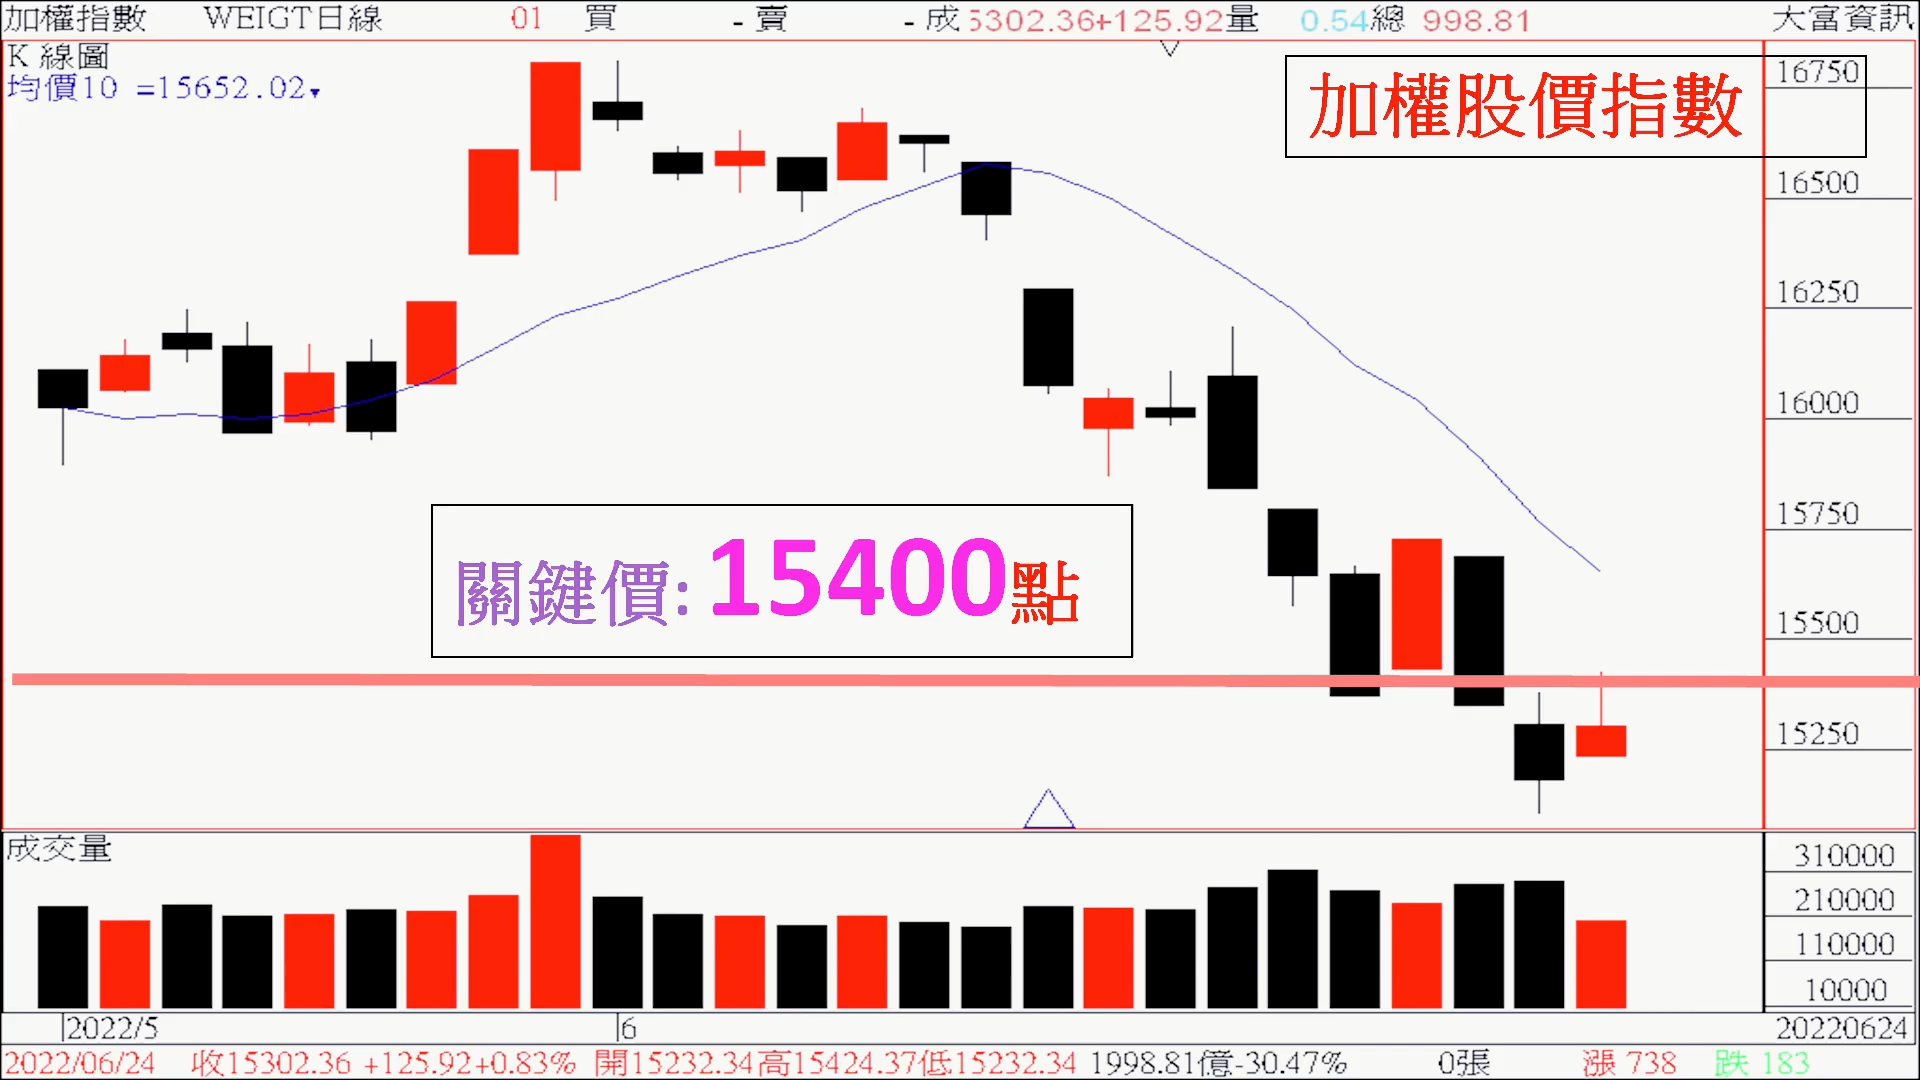 加權指數 WEIGT日線 01 買 - 賣 - 成 5302.36+125.92量 0.54總 998.81 大富資訊
K 線圖
均價10 =15652.02▼
加權股價指數
16750
16500
16250
16000
15750
關鍵價: 15400點
15500
15250
成交量
310000
210000
110000
10000
2022/5 6 20220624
2022/06/24 收15302.36 +125.92+0.83% 開15232.34高15424.37低15232.34 1998.81億-30.47% 0張 漲 738 跌 183